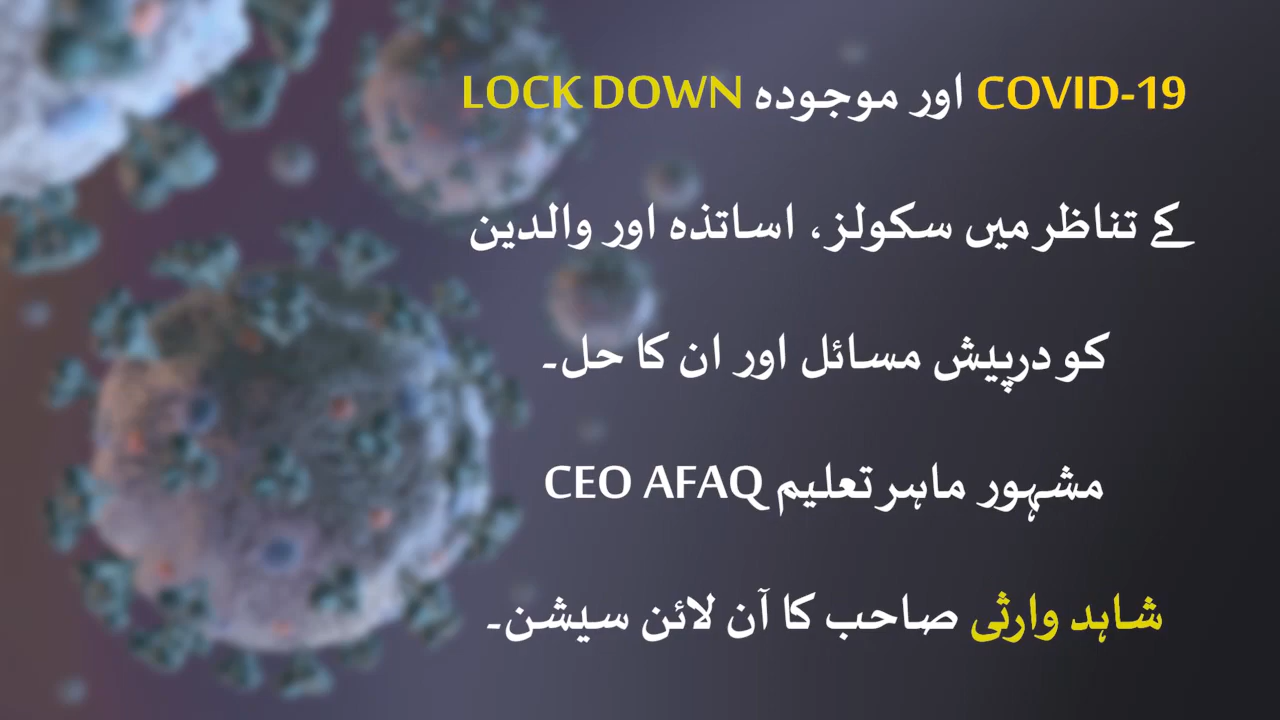 COVID-19 اور موجودہ LOCK DOWN
کے تناظر میں سکولز، اساتذہ اور والدین
کو درپیش مسائل اور ان کا حل۔
مشہور ماہر تعلیم CEO AFAQ
شاہد وارثی صاحب کا آن لائن سیشن۔